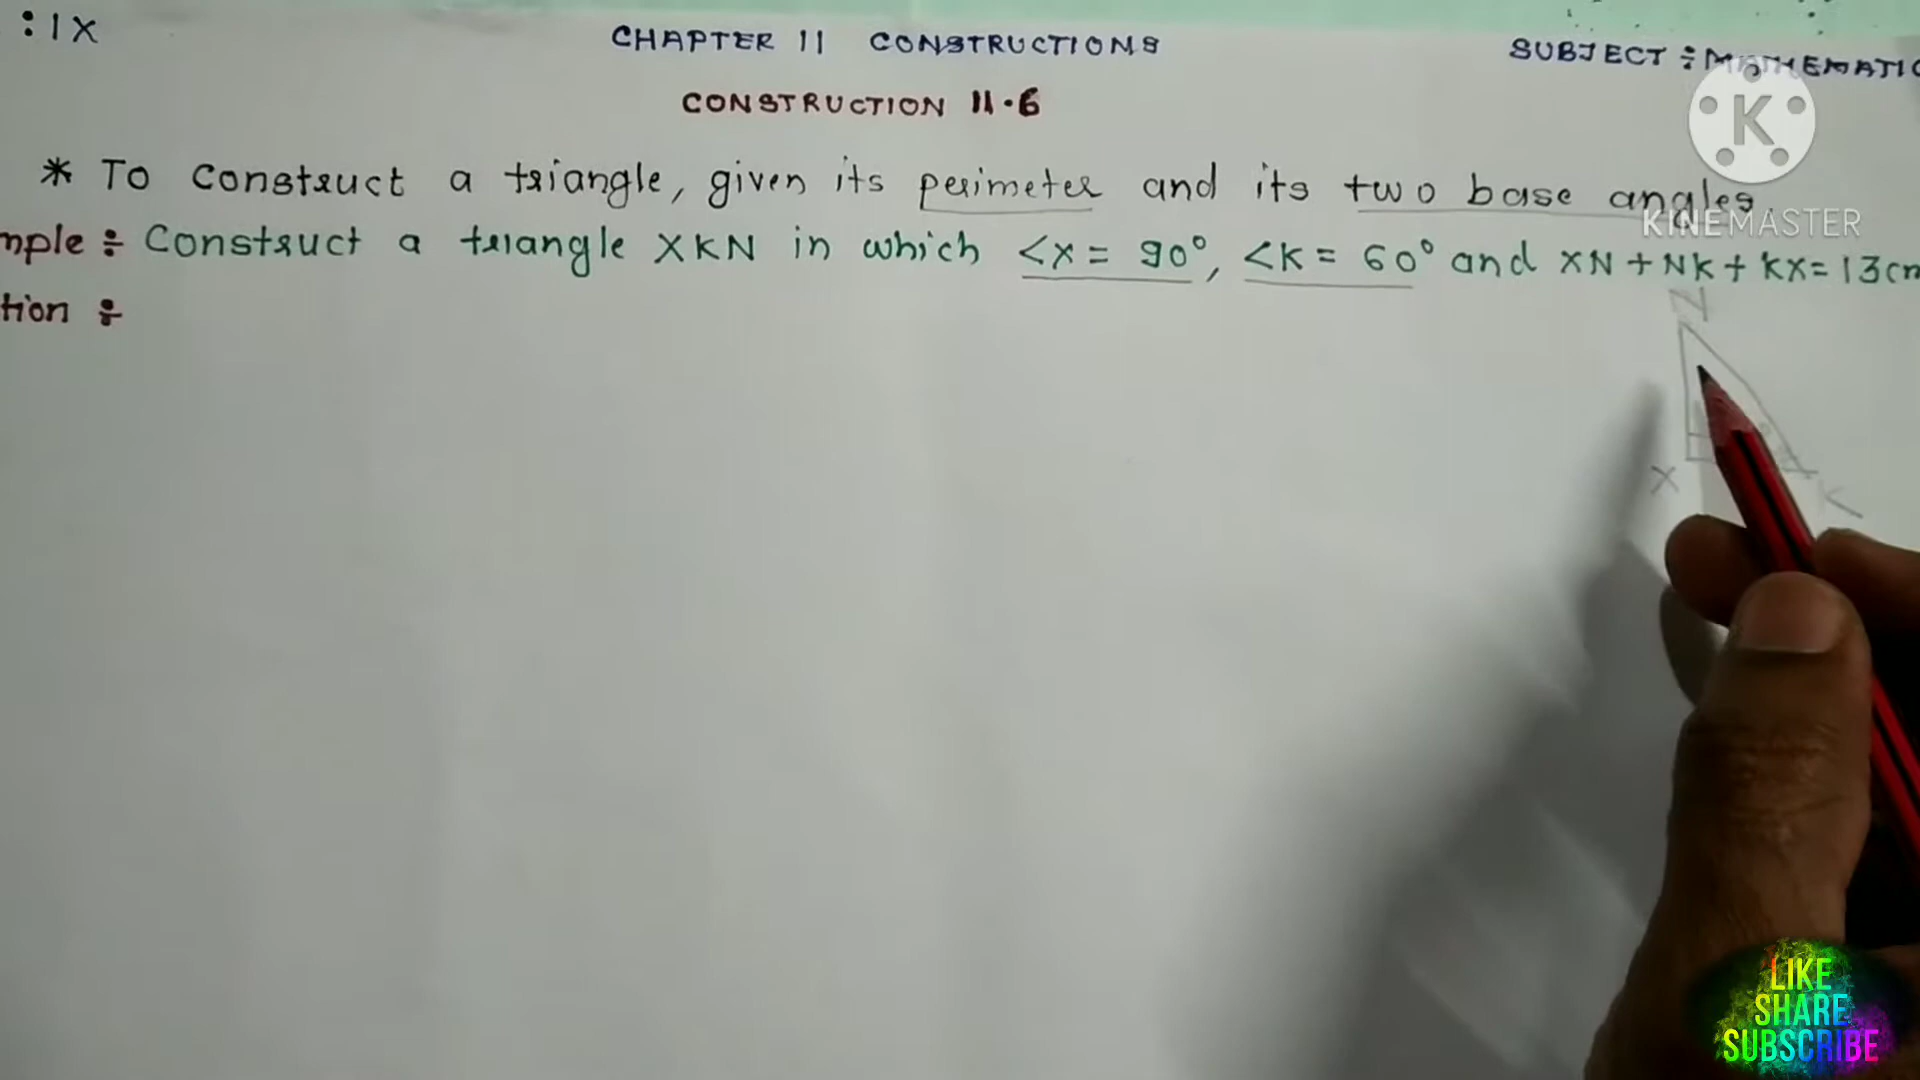 : IX
CHAPTER 11 CONSTRUCTIONS
SUBJECT ÷ MATHEMATIC
CONSTRUCTION 11.6
* To construct a triangle, given its perimeter and its two base angles.
mple ÷ Construct a triangle XKN in which <X = 90°, <K = 60° and XN + NK + KX = 13cm
tion ÷
N
X
K
K
KINEMASTER
LIKE
SHARE
SUBSCRIBE